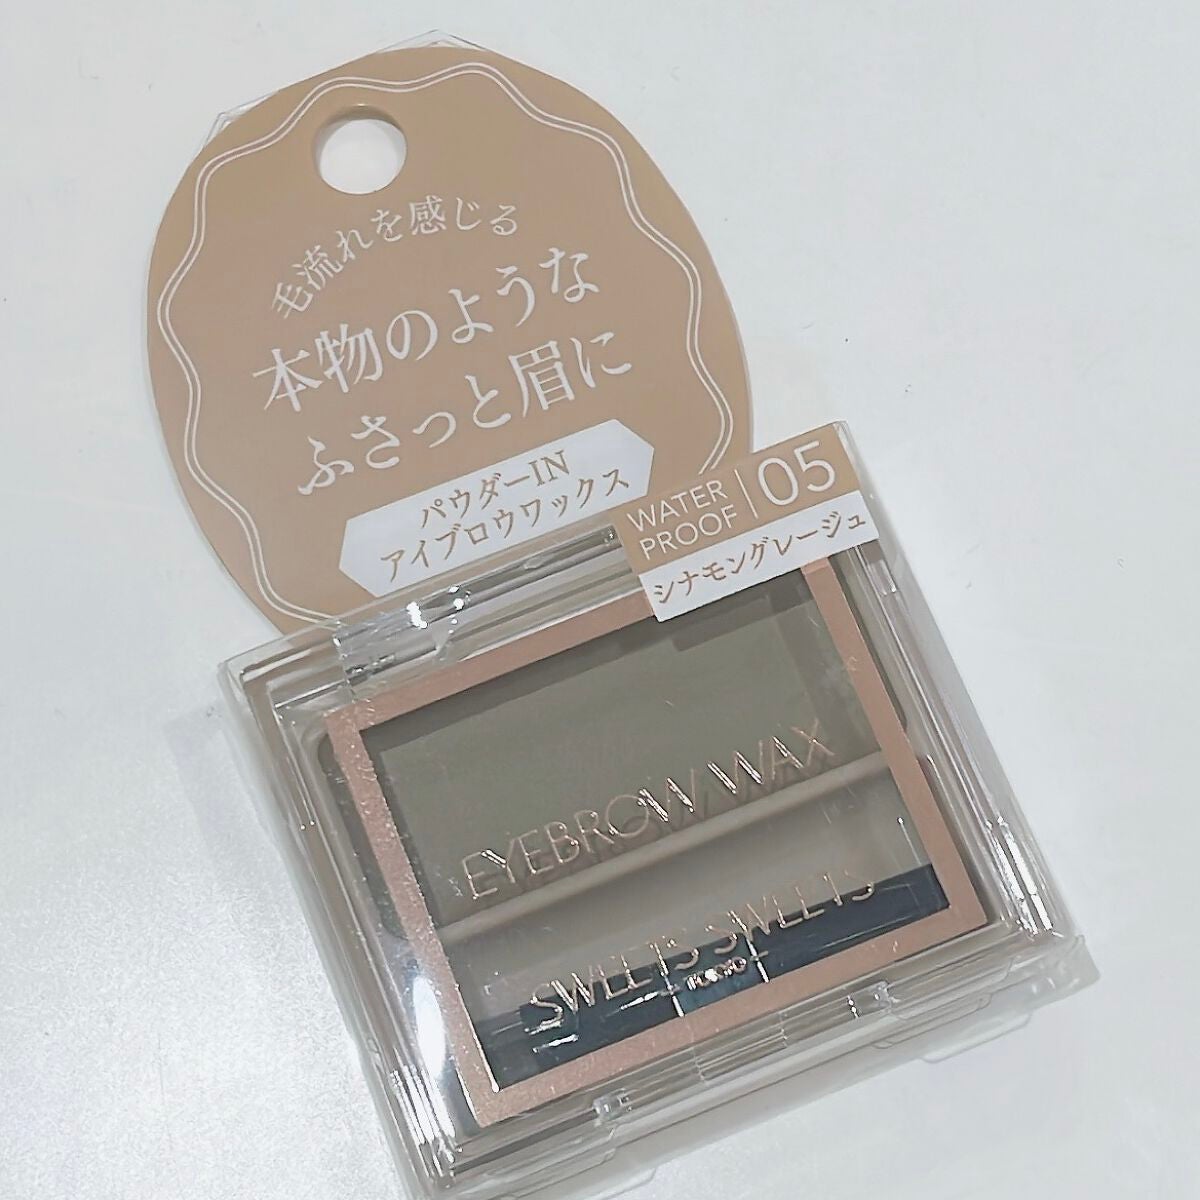 毛流れを感じる
本物のような
ふさっと眉に
パウダーIN
アイブロウワックス
WATER
PROOF
05
シナモングレージュ
EYEBROW WAX
SWEETS SWEETS
TOKYO